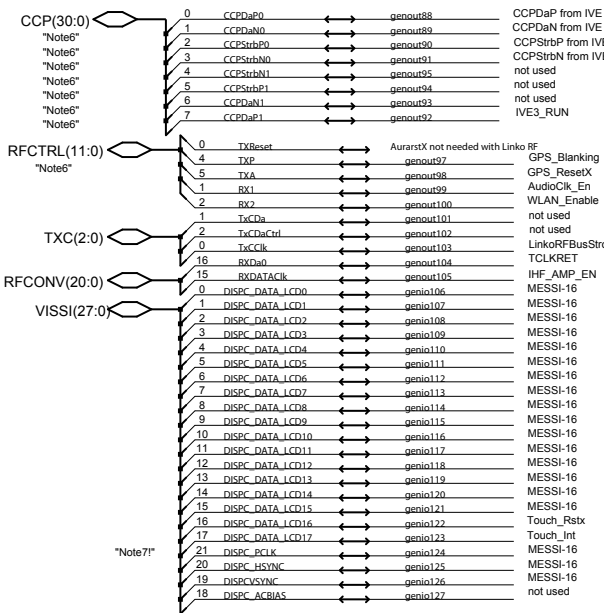 CCP(30:0)
"Note6"
"Note6"
"Note6"
"Note6"
"Note6"
"Note6"
"Note6"
0 CCPDaP0 genout88 CCPDaP from IVE
1 CCPDaN0 genout89 CCPDaN from IVE
2 CCPStrbP0 genout90 CCPStrbP from IVE
3 CCPStrbN0 genout91 CCPStrbN from IVE
4 CCPStrbN1 genout95 not used
5 CCPStrbP1 genout94 not used
6 CCPDaN1 genout93 not used
7 CCPDaP1 genout92 IVE3_RUN
RFCTRL(11:0)
"Note6"
0 TXReset AurarstX not needed with Linko RF
4 TXP genout97 GPS_Blanking
5 TXA genout98 GPS_ResetX
1 RX1 genout99 AudioClk_En
2 RX2 genout100 WLAN_Enable
TXC(2:0)
1 TxCDa genout101 not used
2 TxCDaCtrl genout102 not used
0 TxCClk genout103 LinkoRFBusStro
RFCONV(20:0)
16 RXDa0 genout104 TCLKRET
15 RXDATAClk genout105 IHF_AMP_EN
VISSI(27:0)
0 DISPC_DATA_LCD0 genio106 MESSI-16
1 DISPC_DATA_LCD1 genio107 MESSI-16
2 DISPC_DATA_LCD2 genio108 MESSI-16
3 DISPC_DATA_LCD3 genio109 MESSI-16
4 DISPC_DATA_LCD4 genio110 MESSI-16
5 DISPC_DATA_LCD5 genio111 MESSI-16
6 DISPC_DATA_LCD6 genio112 MESSI-16
7 DISPC_DATA_LCD7 genio113 MESSI-16
8 DISPC_DATA_LCD8 genio114 MESSI-16
9 DISPC_DATA_LCD9 genio115 MESSI-16
10 DISPC_DATA_LCD10 genio116 MESSI-16
11 DISPC_DATA_LCD11 genio117 MESSI-16
12 DISPC_DATA_LCD12 genio118 MESSI-16
13 DISPC_DATA_LCD13 genio119 MESSI-16
14 DISPC_DATA_LCD14 genio120 MESSI-16
15 DISPC_DATA_LCD15 genio121 MESSI-16
16 DISPC_DATA_LCD16 genio122 Touch_Rstx
17 DISPC_DATA_LCD17 genio123 Touch_Int
"Note7!"
21 DISPC_PCLK genio124 MESSI-16
20 DISPC_HSYNC genio125 MESSI-16
19 DISPCVSYNC genio126 MESSI-16
18 DISPC_ACBIAS genio127 not used